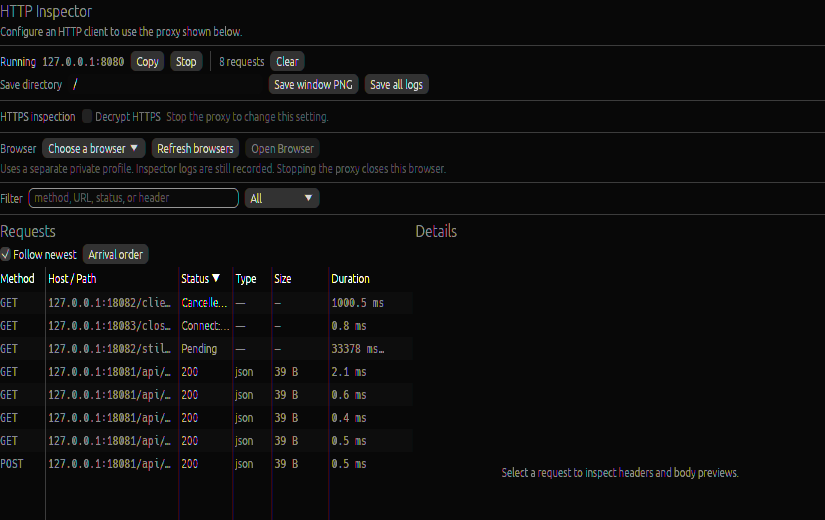 HTTP Inspector
Configure an HTTP client to use the proxy shown below.
Running 127.0.0.1:8080 Copy Stop 8 requests Clear
Save directory / Save window PNG Save all logs
HTTPS inspection Decrypt HTTPS Stop the proxy to change this setting.
Browser Choose a browser ▼ Refresh browsers Open Browser
Uses a separate private profile. Inspector logs are still recorded. Stopping the proxy closes this browser.
Filter method, URL, status, or header All ▼
Requests Details
Follow newest Arrival order
Method Host / Path Status ▼ Type Size Duration
GET 127.0.0.1:18082/clie… Cancelle… — — 1000.5 ms
GET 127.0.0.1:18083/clos… Connect:… — — 0.8 ms
GET 127.0.0.1:18082/stil… Pending — — 33378 ms…
GET 127.0.0.1:18081/api/… 200 json 39 B 2.1 ms
GET 127.0.0.1:18081/api/… 200 json 39 B 0.6 ms
GET 127.0.0.1:18081/api/… 200 json 39 B 0.4 ms
GET 127.0.0.1:18081/api/… 200 json 39 B 0.5 ms
POST 127.0.0.1:18081/api/… 200 json 39 B 0.5 ms
Select a request to inspect headers and body previews.